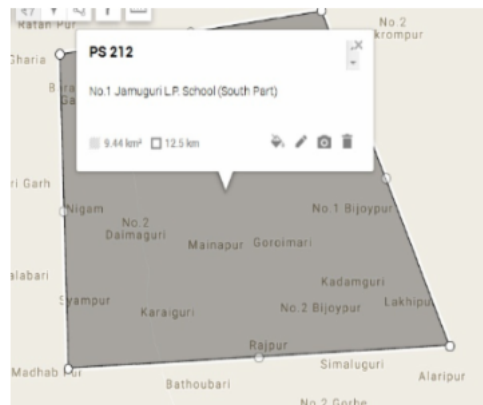 Ratan Pur
No.2
krompur
Gharia
PS 212
No.1 Jamuguri L.P. School (South Part)
9.44 km² 12.5 km
ri Garh
Nigam
No.1 Bijoypur
No.2
Daimaguri
Mainapur Goroimari
alabari
Kadamguri
Syampur
Karaiguri
No.2 Bijoypur
Lakhipu
Rajpur
Simaluguri
Madhab Pur
Alaripur
Bathoubari
No.2 Gorbe